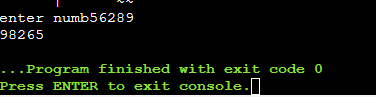 | ~~
enter numb56289
98265
...Program finished with exit code 0
Press ENTER to exit console.